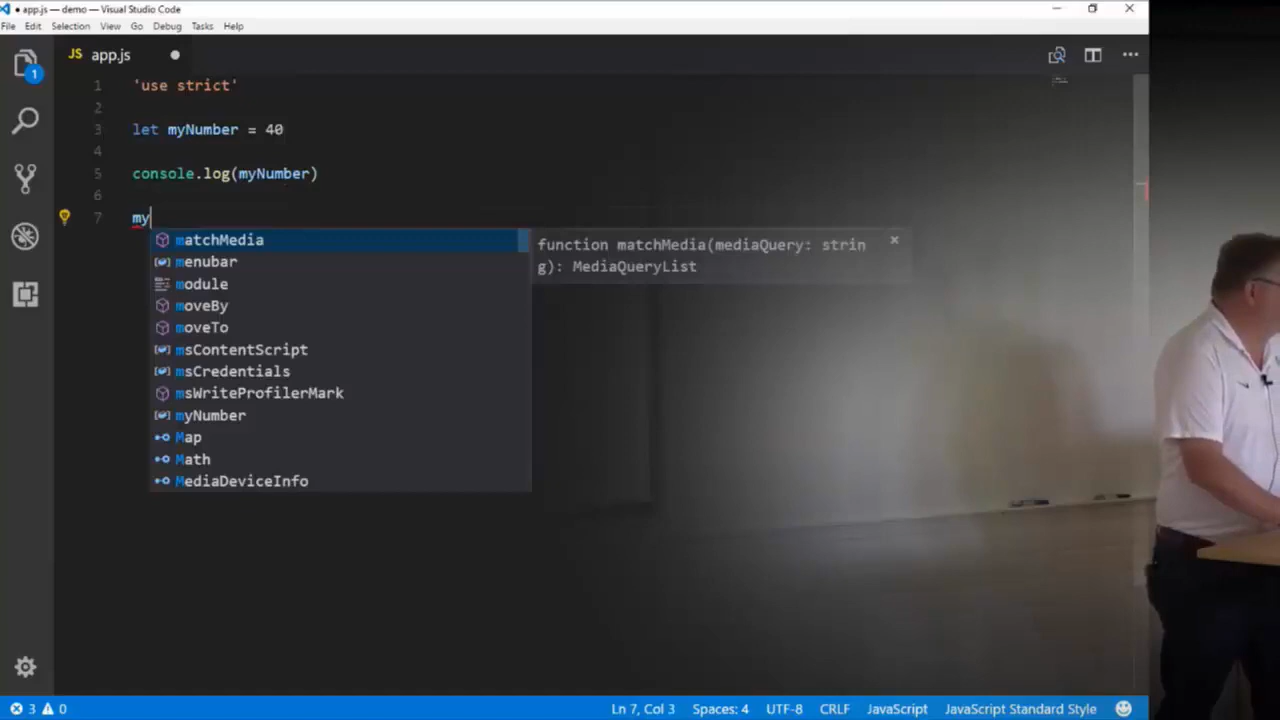 ● app.js — demo — Visual Studio Code
File Edit Selection View Go Debug Tasks Help
1
JS app.js ●
1 'use strict'
2
3 let myNumber = 40
4
5 console.log(myNumber)
6
7 my
matchMedia
menubar
module
moveBy
moveTo
msContentScript
msCredentials
msWriteProfilerMark
myNumber
Map
Math
MediaDeviceInfo
function matchMedia(mediaQuery: strin
g): MediaQueryList
3 0 Ln 7, Col 3 Spaces: 4 UTF-8 CRLF JavaScript JavaScript Standard Style